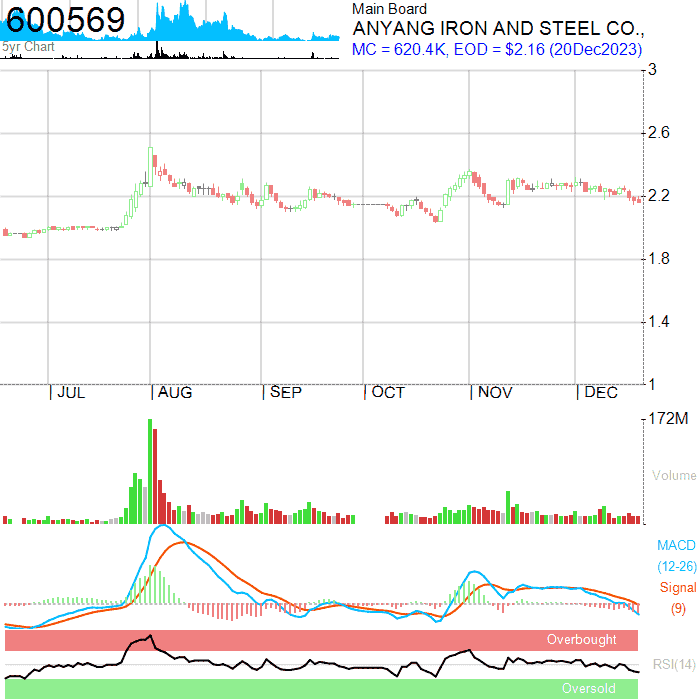 600569
5yr Chart
Main Board
ANYANG IRON AND STEEL CO.,
MC = 620.4K, EOD = $2.16 (20Dec2023)
3
2.6
2.2
1.8
1.4
1
JUL AUG SEP OCT NOV DEC
172M
Volume
MACD
(12-26)
Signal
(9)
Overbought
RSI(14)
Oversold